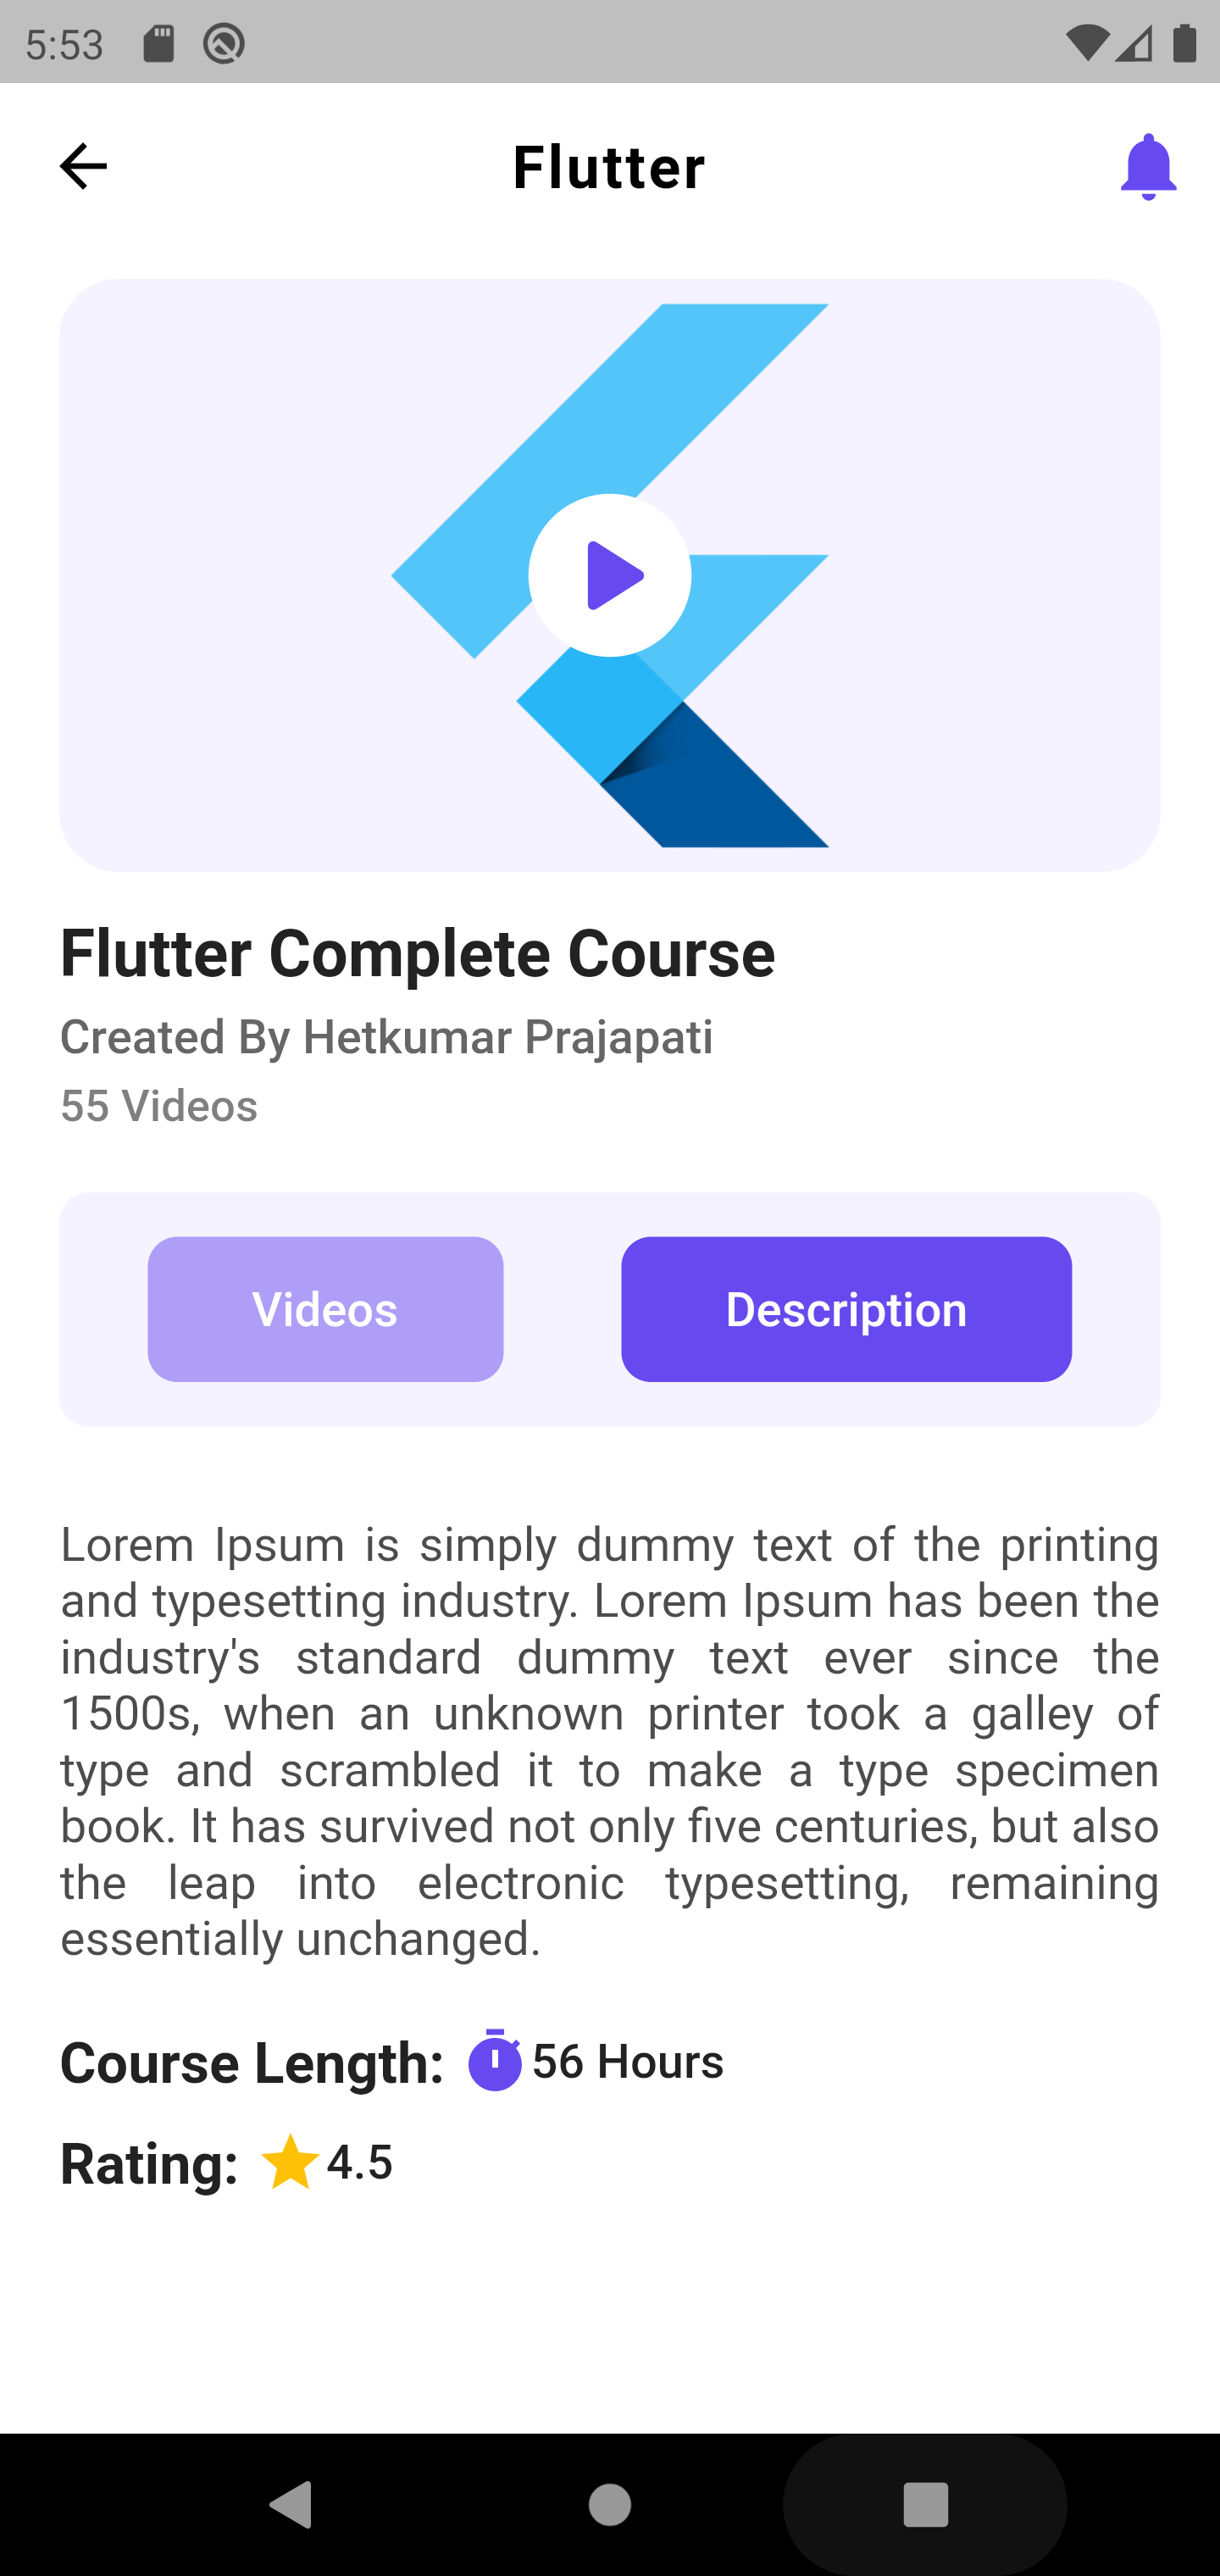 5:53
Flutter
Flutter Complete Course
Created By Hetkumar Prajapati
55 Videos
Videos
Description
Lorem Ipsum is simply dummy text of the printing
and typesetting industry. Lorem Ipsum has been the
industry's standard dummy text ever since the
1500s, when an unknown printer took a galley of
type and scrambled it to make a type specimen
book. It has survived not only five centuries, but also
the leap into electronic typesetting, remaining
essentially unchanged.
Course Length: 56 Hours
Rating: 4.5